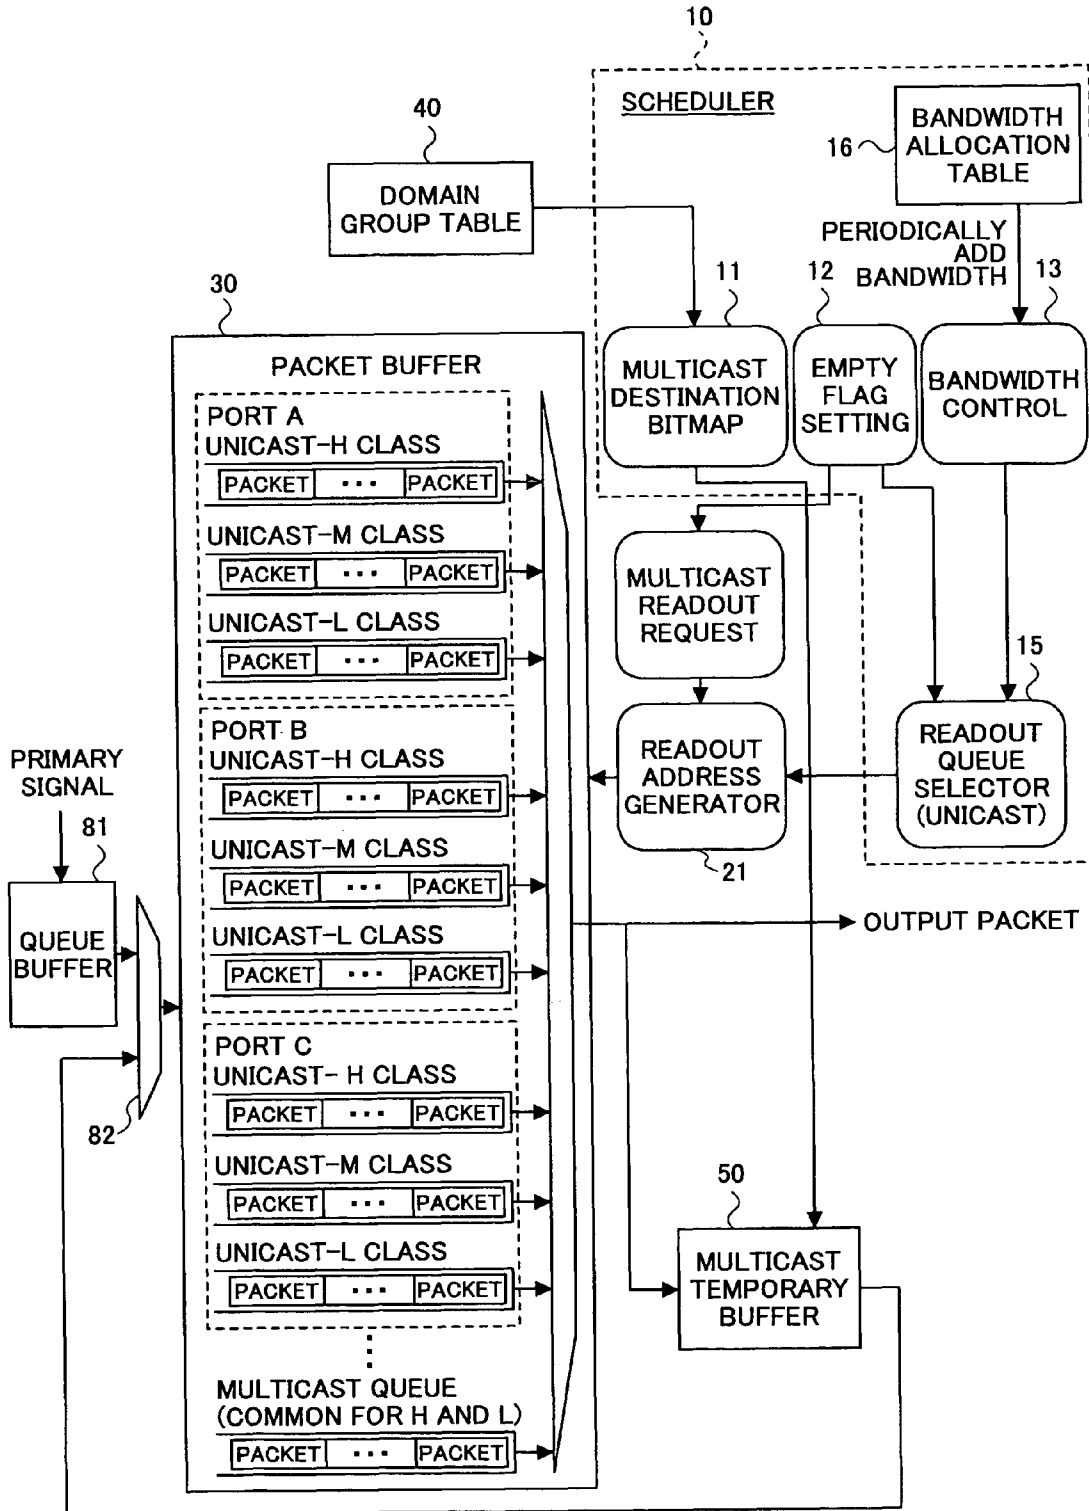 10
SCHEDULER
BANDWIDTH
ALLOCATION
TABLE
16
40
DOMAIN
GROUP TABLE
PERIODICALLY
ADD
BANDWIDTH
11
12
13
30
MULTICAST
DESTINATION
BITMAP
EMPTY
FLAG
SETTING
BANDWIDTH
CONTROL
PACKET BUFFER
PORT A
UNICAST-H CLASS
PACKET ... PACKET
UNICAST-M CLASS
PACKET ... PACKET
UNICAST-L CLASS
PACKET ... PACKET
MULTICAST
READOUT
REQUEST
15
READOUT
QUEUE
SELECTOR
(UNICAST)
READOUT
ADDRESS
GENERATOR
21
PORT B
UNICAST-H CLASS
PACKET ... PACKET
UNICAST-M CLASS
PACKET ... PACKET
UNICAST-L CLASS
PACKET ... PACKET
PRIMARY
SIGNAL
81
QUEUE
BUFFER
82
OUTPUT PACKET
PORT C
UNICAST- H CLASS
PACKET ... PACKET
UNICAST-M CLASS
PACKET ... PACKET
UNICAST-L CLASS
PACKET ... PACKET
50
MULTICAST
TEMPORARY
BUFFER
MULTICAST QUEUE
(COMMON FOR H AND L)
PACKET ... PACKET